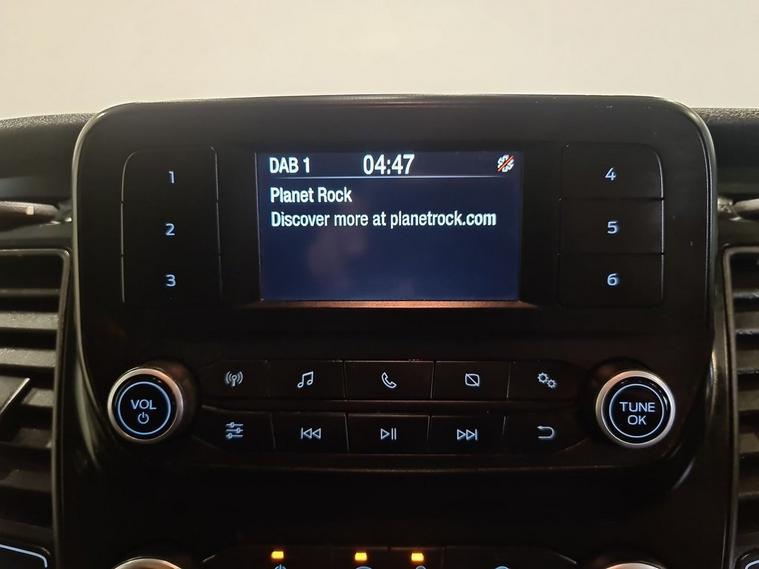 DAB 1 04:47
Planet Rock
Discover more at planetrock.com
1
2
3
4
5
6
VOL
TUNE
OK